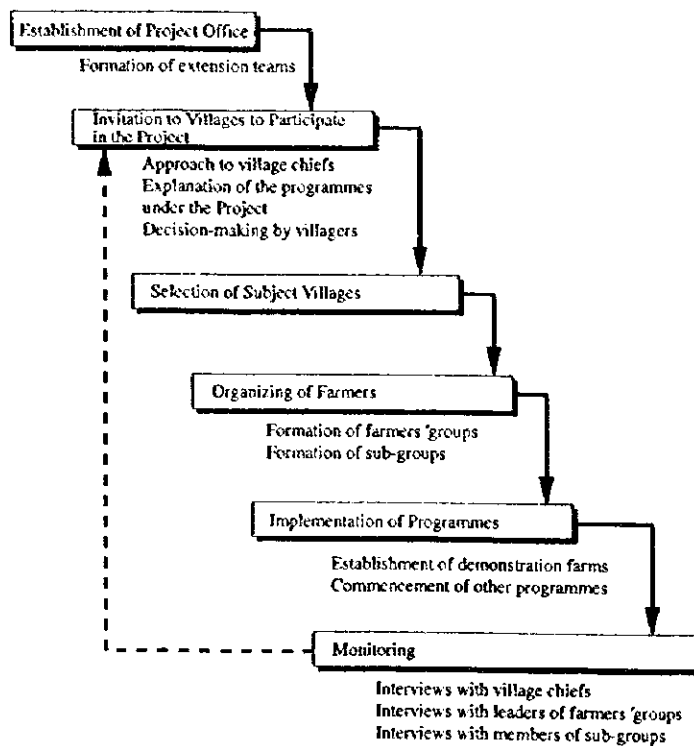 Establishment of Project Office
Formation of extension teams
Invitation to Villages to Participate
in the Project
Approach to village chiefs
Explanation of the programmes
under the Project
Decision-making by villagers
Selection of Subject Villages
Organizing of Farmers
Formation of farmers 'groups
Formation of sub-groups
Implementation of Programmes
Establishment of demonstration farms
Commencement of other programmes
Monitoring
Interviews with village chiefs
Interviews with leaders of farmers 'groups
Interviews with members of sub-groups